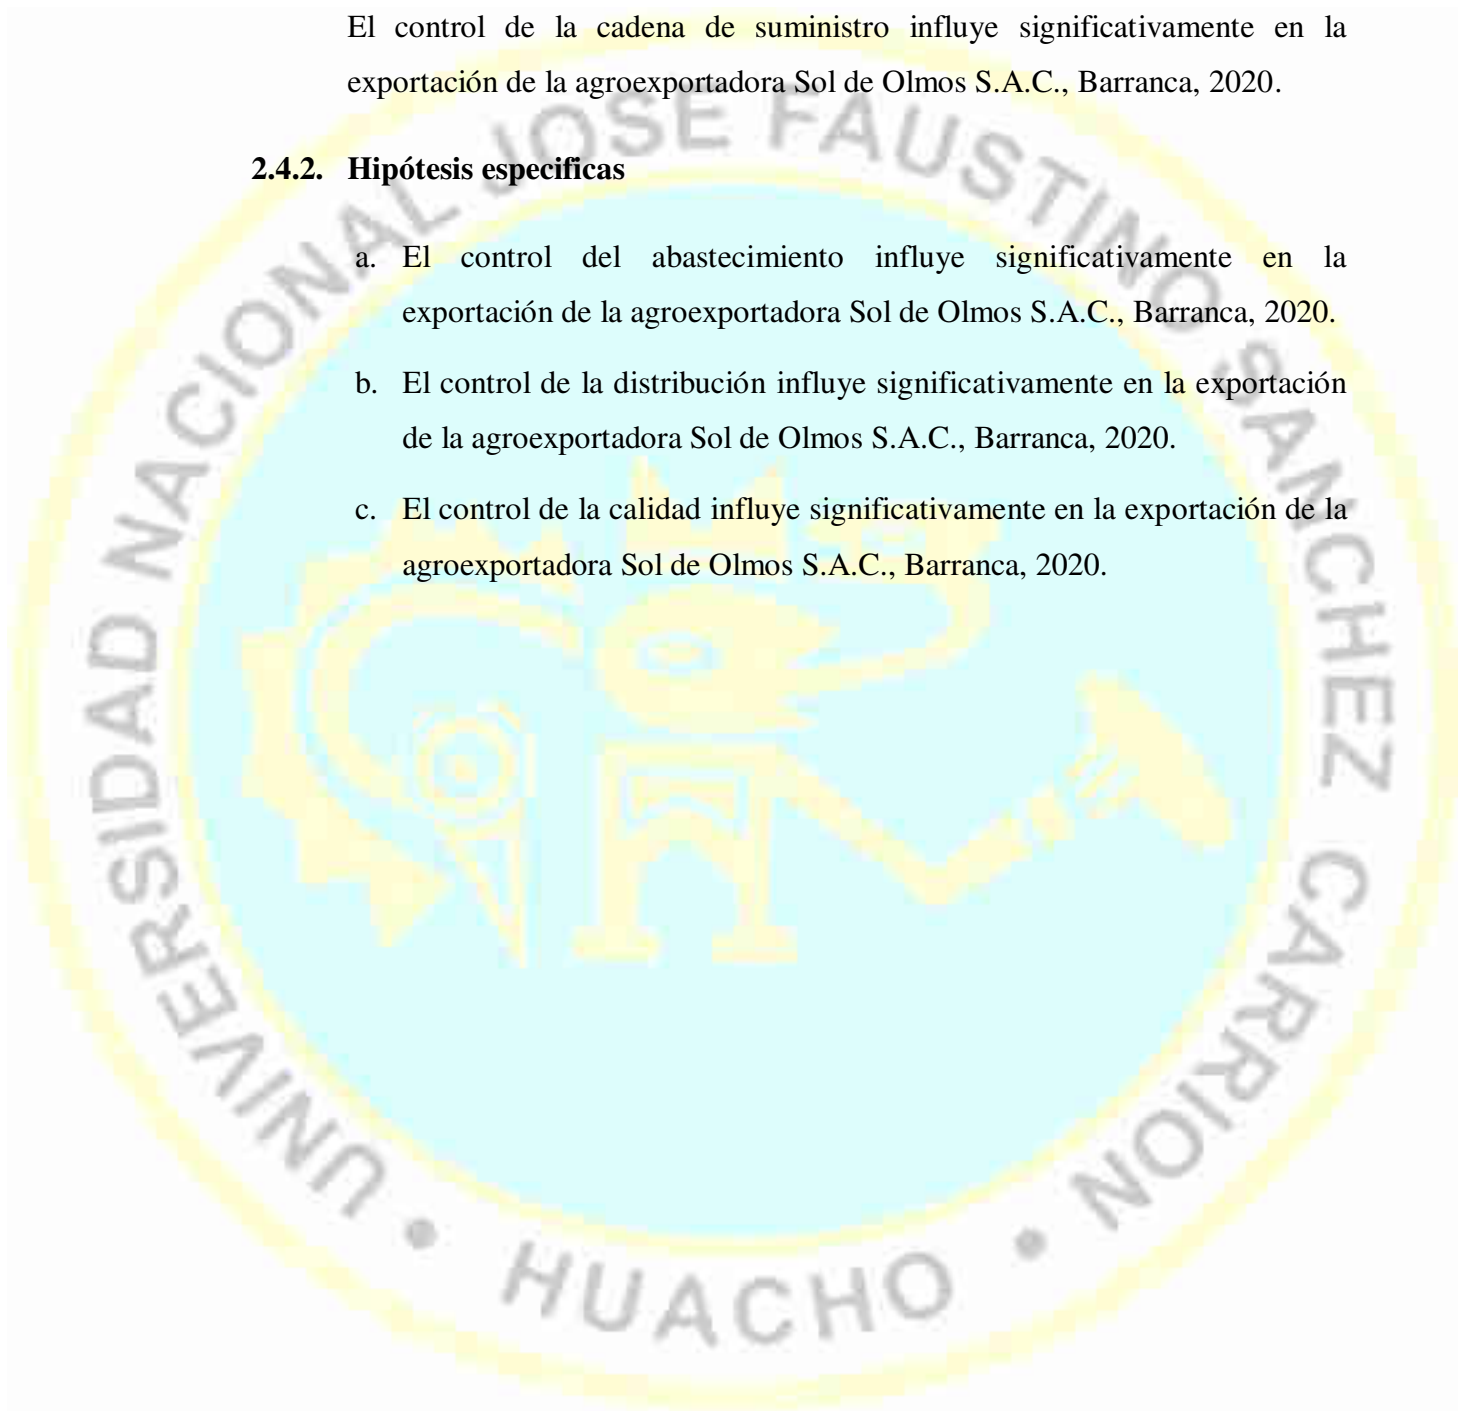 El control de la cadena de suministro influye significativamente en la
exportación de la agroexportadora Sol de Olmos S.A.C., Barranca, 2020.
2.4.2. Hipótesis especificas
a. El control del abastecimiento influye significativamente en la
exportación de la agroexportadora Sol de Olmos S.A.C., Barranca, 2020.
b. El control de la distribución influye significativamente en la exportación
de la agroexportadora Sol de Olmos S.A.C., Barranca, 2020.
c. El control de la calidad influye significativamente en la exportación de la
agroexportadora Sol de Olmos S.A.C., Barranca, 2020.
UNIVERSIDAD NACIONAL JOSE FAUSTINO SANCHEZ CARRION
• HUACHO •